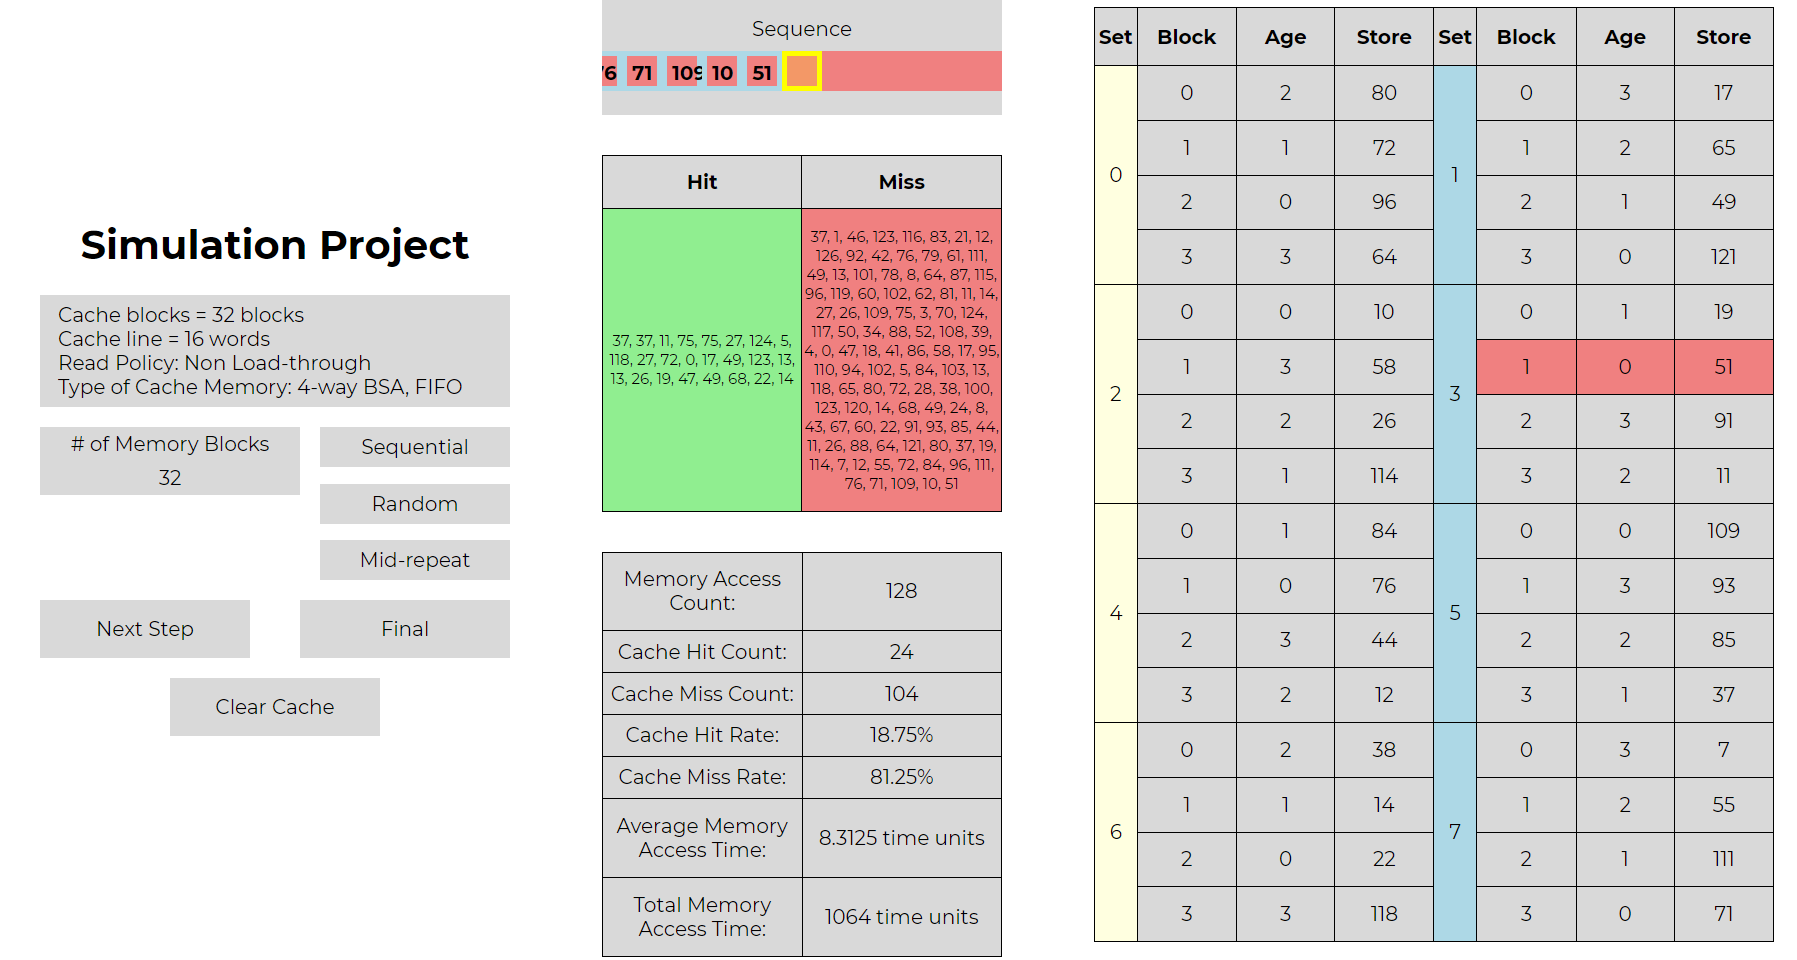 Simulation Project
Cache blocks = 32 blocks
Cache line = 16 words
Read Policy: Non Load-through
Type of Cache Memory: 4-way BSA, FIFO
# of Memory Blocks
32
Sequential
Random
Mid-repeat
Next Step
Final
Clear Cache
Sequence
71 109 10 51
Hit Miss
37, 37, 11, 75, 75, 27, 124, 5,
118, 27, 72, 0, 17, 49, 123, 13,
13, 26, 19, 47, 49, 68, 22, 14
37, 1, 46, 123, 116, 83, 21, 12,
126, 92, 42, 76, 79, 61, 111,
49, 13, 101, 78, 8, 64, 87, 115,
96, 119, 60, 102, 62, 81, 11, 14,
27, 26, 109, 75, 3, 70, 124,
117, 50, 34, 88, 52, 108, 39,
4, 0, 47, 18, 41, 86, 58, 17, 95,
110, 94, 102, 5, 84, 103, 13,
118, 65, 80, 72, 28, 38, 100,
123, 120, 14, 68, 49, 24, 8,
43, 67, 60, 22, 91, 93, 85, 44,
11, 26, 88, 64, 121, 80, 37, 19,
114, 7, 12, 55, 72, 84, 96, 111,
76, 71, 109, 10, 51
Memory Access
Count:
128
Cache Hit Count: 24
Cache Miss Count: 104
Cache Hit Rate: 18.75%
Cache Miss Rate: 81.25%
Average Memory
Access Time:
8.3125 time units
Total Memory
Access Time:
1064 time units
Set Block Age Store Set Block Age Store
0 2 80 0 3 17
1 1 72 1 2 65
0 1
2 0 96 2 1 49
3 3 64 3 0 121
0 0 10 0 1 19
1 3 58 1 0 51
2 3
2 2 26 2 3 91
3 1 114 3 2 11
0 1 84 0 0 109
1 0 76 1 3 93
4 5
2 3 44 2 2 85
3 2 12 3 1 37
0 2 38 0 3 7
1 1 14 1 2 55
6 7
2 0 22 2 1 111
3 3 118 3 0 71